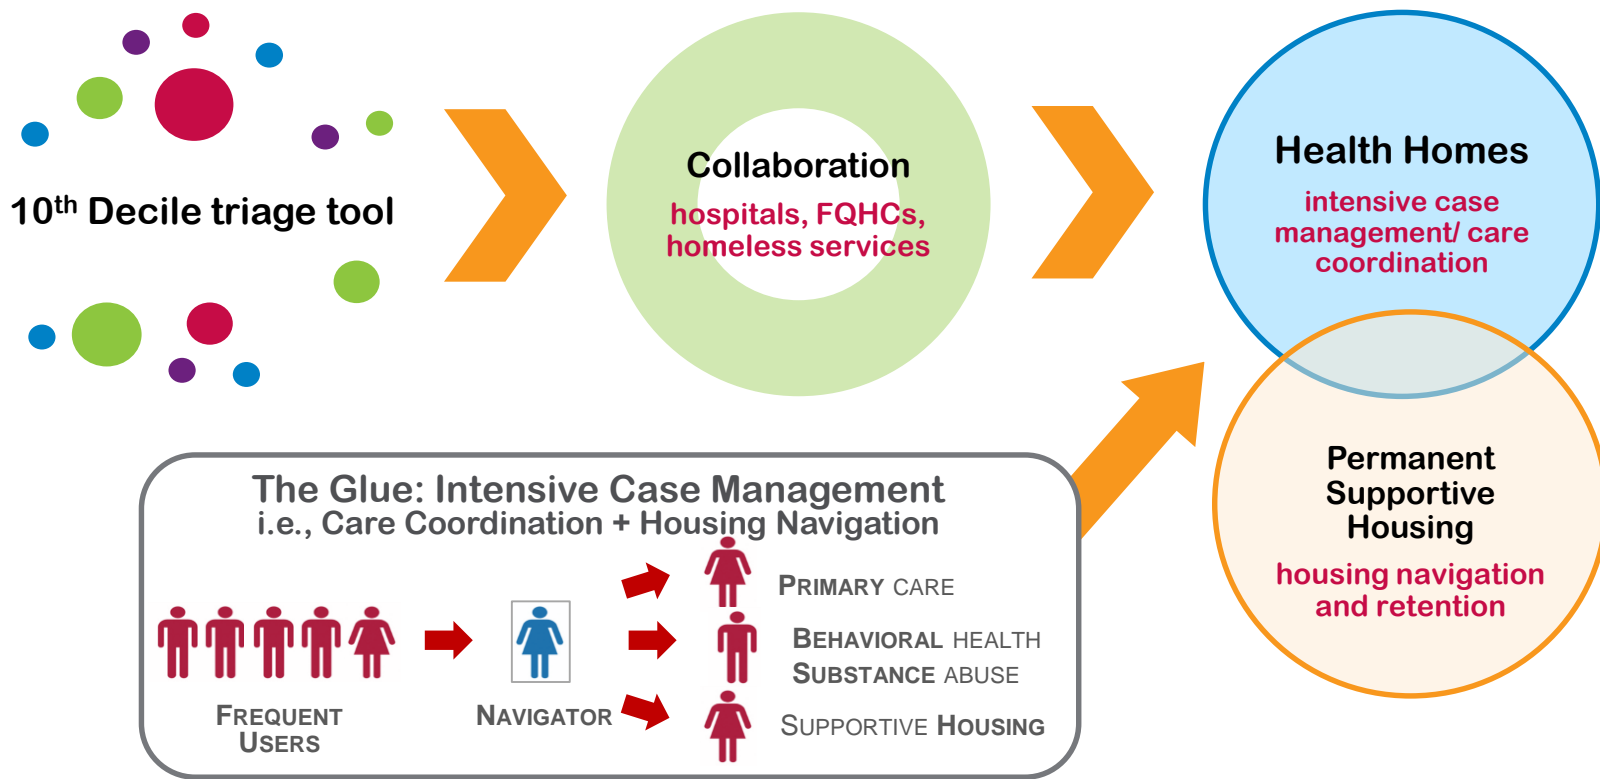 10th Decile triage tool
Collaboration
hospitals, FQHCs,
homeless services
Health Homes
intensive case
management/ care
coordination
Permanent
Supportive
Housing
housing navigation
and retention
The Glue: Intensive Case Management
i.e., Care Coordination + Housing Navigation
FREQUENT
USERS
NAVIGATOR
PRIMARY CARE
BEHAVIORAL HEALTH
SUBSTANCE ABUSE
SUPPORTIVE HOUSING